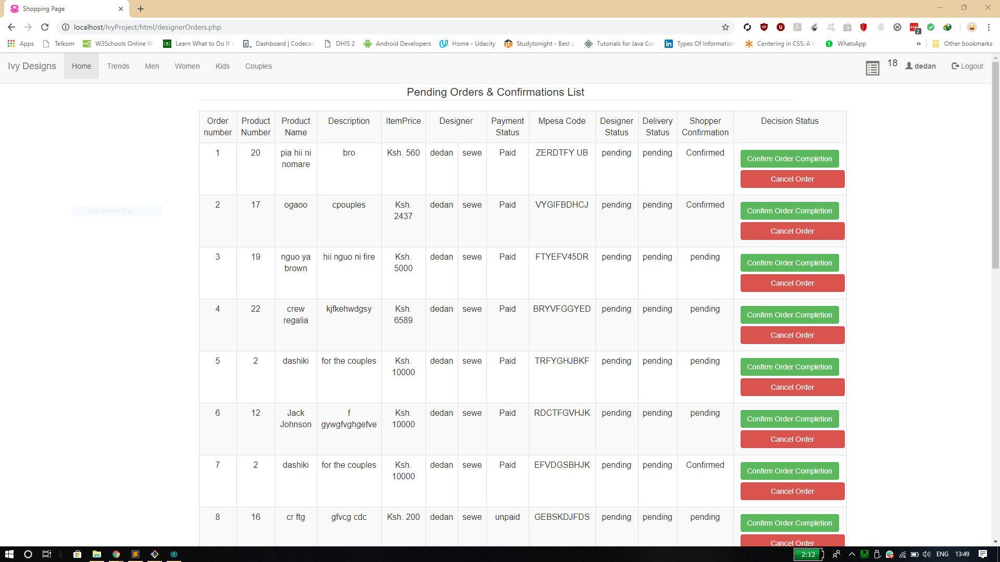 Shopping Page
localhost/IvyProject/html/designerOrders.php
Apps Telkom W3Schools Online W Learn What to Do If Y Dashboard | Codecac DHIS 2 Android Developers Home - Udacity Studytonight - Best p Tutorials for Java Con Types Of Information Centering in CSS: A C WhatsApp » Other bookmarks
Ivy Designs Home Trends Men Women Kids Couples 18 dedan Logout
Pending Orders & Confirmations List
Order number Product Number Product Name Description ItemPrice Designer Payment Status Mpesa Code Designer Status Delivery Status Shopper Confirmation Decision Status
1 20 pia hii ni nomare bro Ksh. 560 dedan sewe Paid ZERDTFY UB pending pending Confirmed Confirm Order Completion
Cancel Order
Full-screen Snip
2 17 ogaoo cpouples Ksh. 2437 dedan sewe Paid VYGIFBDHCJ pending pending Confirmed Confirm Order Completion
Cancel Order
3 19 nguo ya brown hii nguo ni fire Ksh. 5000 dedan sewe Paid FTYEFV45DR pending pending pending Confirm Order Completion
Cancel Order
4 22 crew regalia kjfkehwdgsy Ksh. 6589 dedan sewe Paid BRYVFGGYED pending pending pending Confirm Order Completion
Cancel Order
5 2 dashiki for the couples Ksh. 10000 dedan sewe Paid TRFYGHJBKF pending pending pending Confirm Order Completion
Cancel Order
6 12 Jack Johnson f gywgfvghgefve Ksh. 10000 dedan sewe Paid RDCTFGVHJK pending pending pending Confirm Order Completion
Cancel Order
7 2 dashiki for the couples Ksh. 10000 dedan sewe Paid EFVDGSBHJK pending pending Confirmed Confirm Order Completion
Cancel Order
8 16 cr ftg gfvcg cdc Ksh. 200 dedan sewe unpaid GEBSKDJFDS pending pending pending Confirm Order Completion
Cancel Order
2:12 ENG 13:49